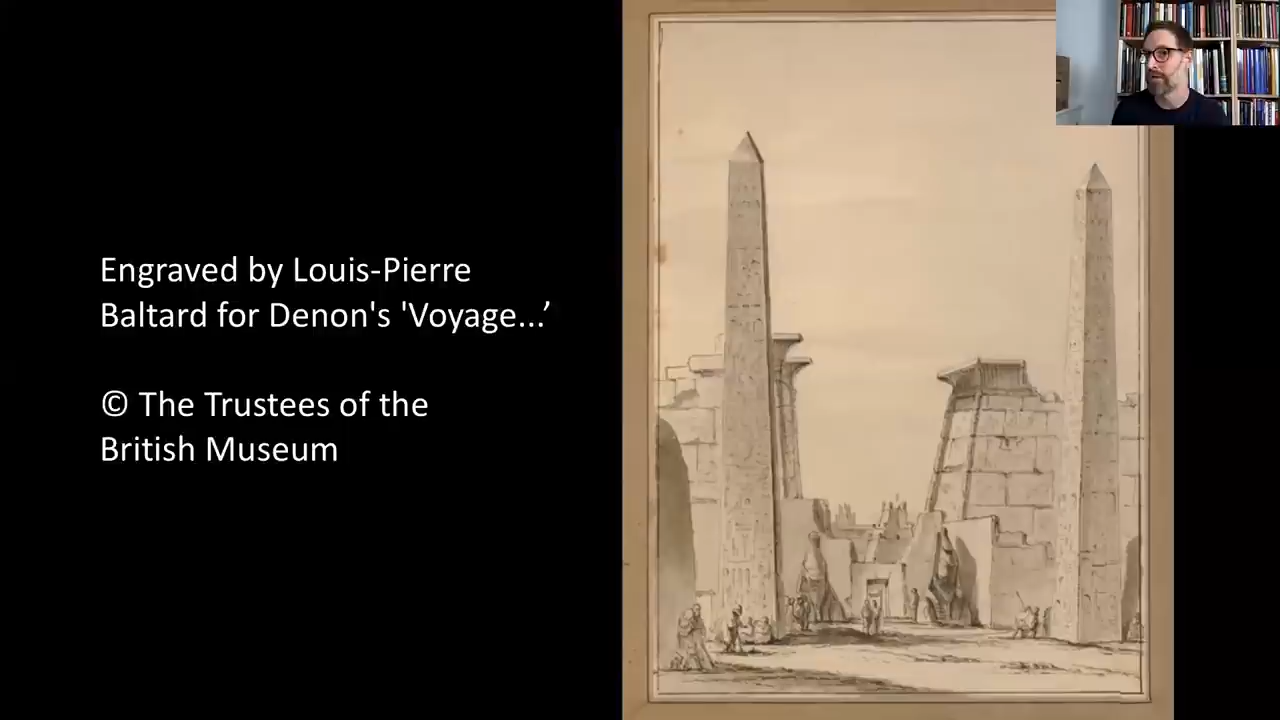 Engraved by Louis-Pierre
Baltard for Denon's 'Voyage...’
© The Trustees of the
British Museum